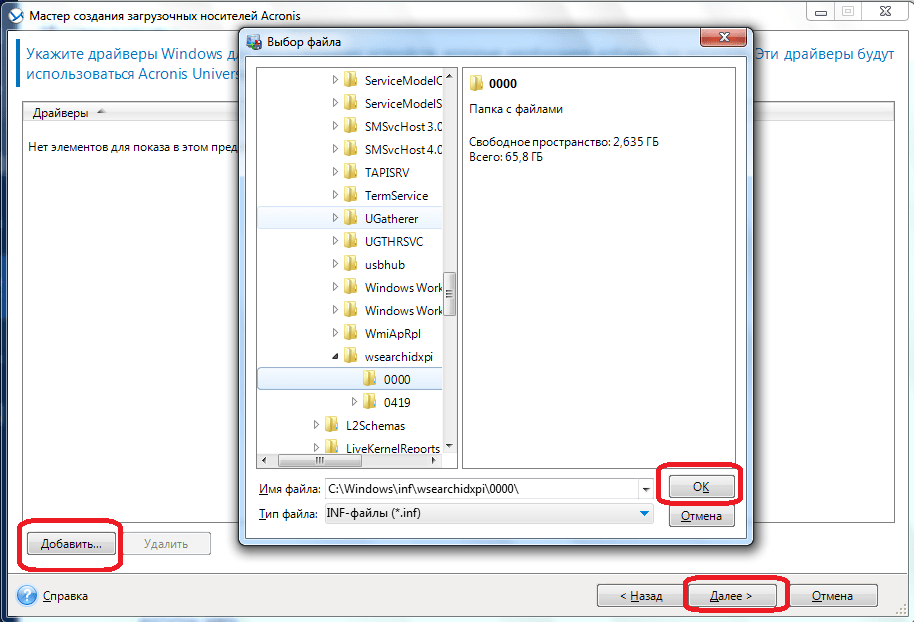 Мастер создания загрузочных носителей Acronis
Укажите драйверы Windows д
Эти драйверы будут
использоваться Acronis Univers
Драйверы
Нет элементов для показа в этом пред
Выбор файла
ServiceModelC
ServiceModelS
SMSvcHost 3.0
SMSvcHost 4.0
TAPISRV
TermService
UGatherer
UGTHRSVC
usbhub
Windows Work
Windows Work
WmiApRpl
wsearchidxpi
0000
0419
L2Schemas
LiveKernelReports
0000
Папка с файлами
Свободное пространство: 2,635 ГБ
Всего: 65,8 ГБ
Имя файла: C:\Windows\inf\wsearchidxpi\0000\
OK
Тип файла: INF-файлы (*.inf)
Отмена
Добавить... Удалить
Справка
< Назад Далее > Отмена